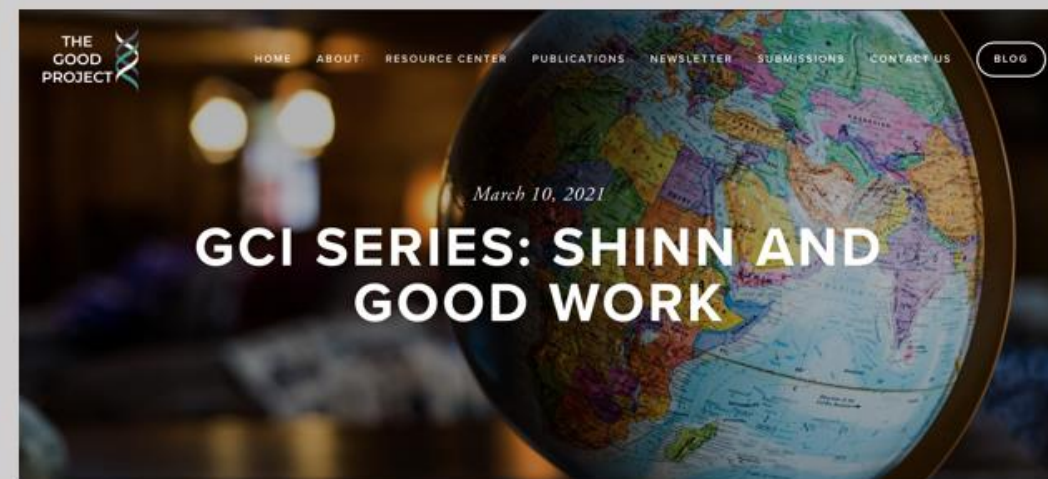 THE
GOOD
PROJECT
HOME ABOUT RESOURCE CENTER PUBLICATIONS NEWSLETTER SUBMISSIONS CONTACT US BLOG
March 10, 2021
GCI SERIES: SHINN AND
GOOD WORK